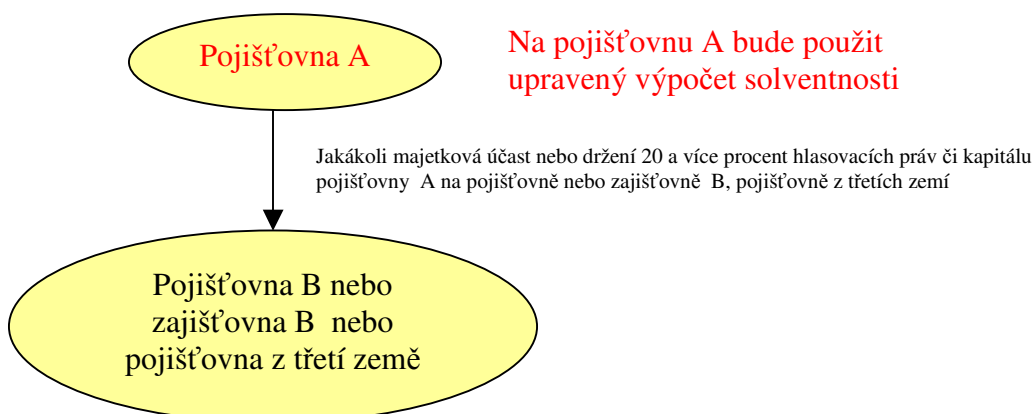 Pojišťovna A
Na pojišťovnu A bude použit
upravený výpočet solventnosti
Jakákoli majetková účast nebo držení 20 a více procent hlasovacích práv či kapitálu
pojišťovny A na pojišťovně nebo zajišťovně B, pojišťovně z třetích zemí
Pojišťovna B nebo
zajišťovna B nebo
pojišťovna z třetí země